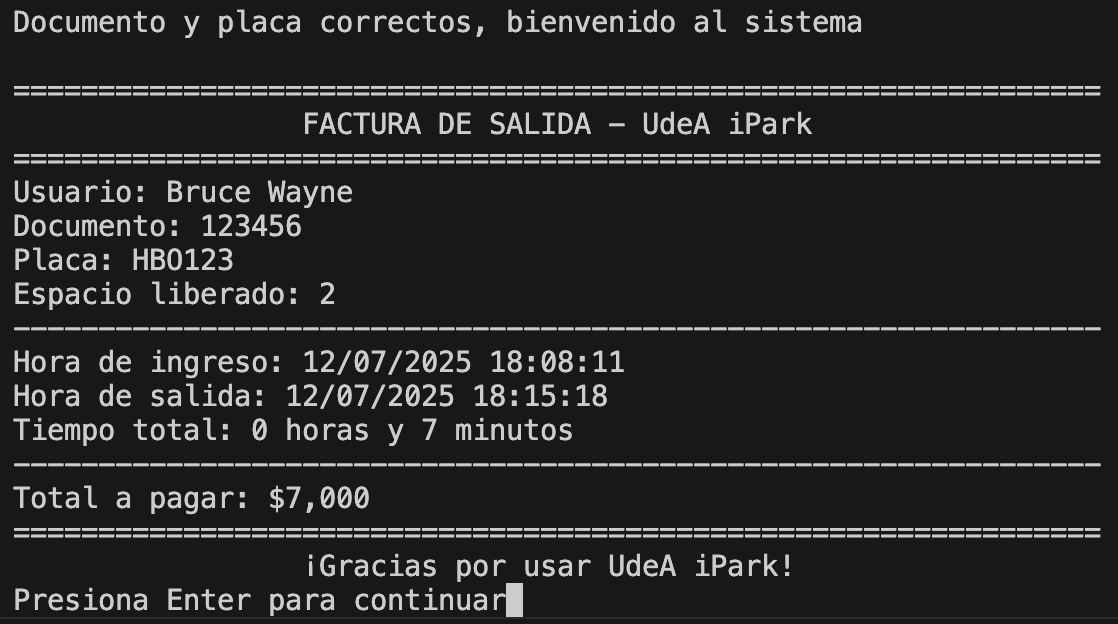 Documento y placa correctos, bienvenido al sistema
================================================================
FACTURA DE SALIDA - UdeA iPark
================================================================
Usuario: Bruce Wayne
Documento: 123456
Placa: HBO123
Espacio liberado: 2
----------------------------------------------------------------
Hora de ingreso: 12/07/2025 18:08:11
Hora de salida: 12/07/2025 18:15:18
Tiempo total: 0 horas y 7 minutos
----------------------------------------------------------------
Total a pagar: $7,000
================================================================
¡Gracias por usar UdeA iPark!
Presiona Enter para continuar